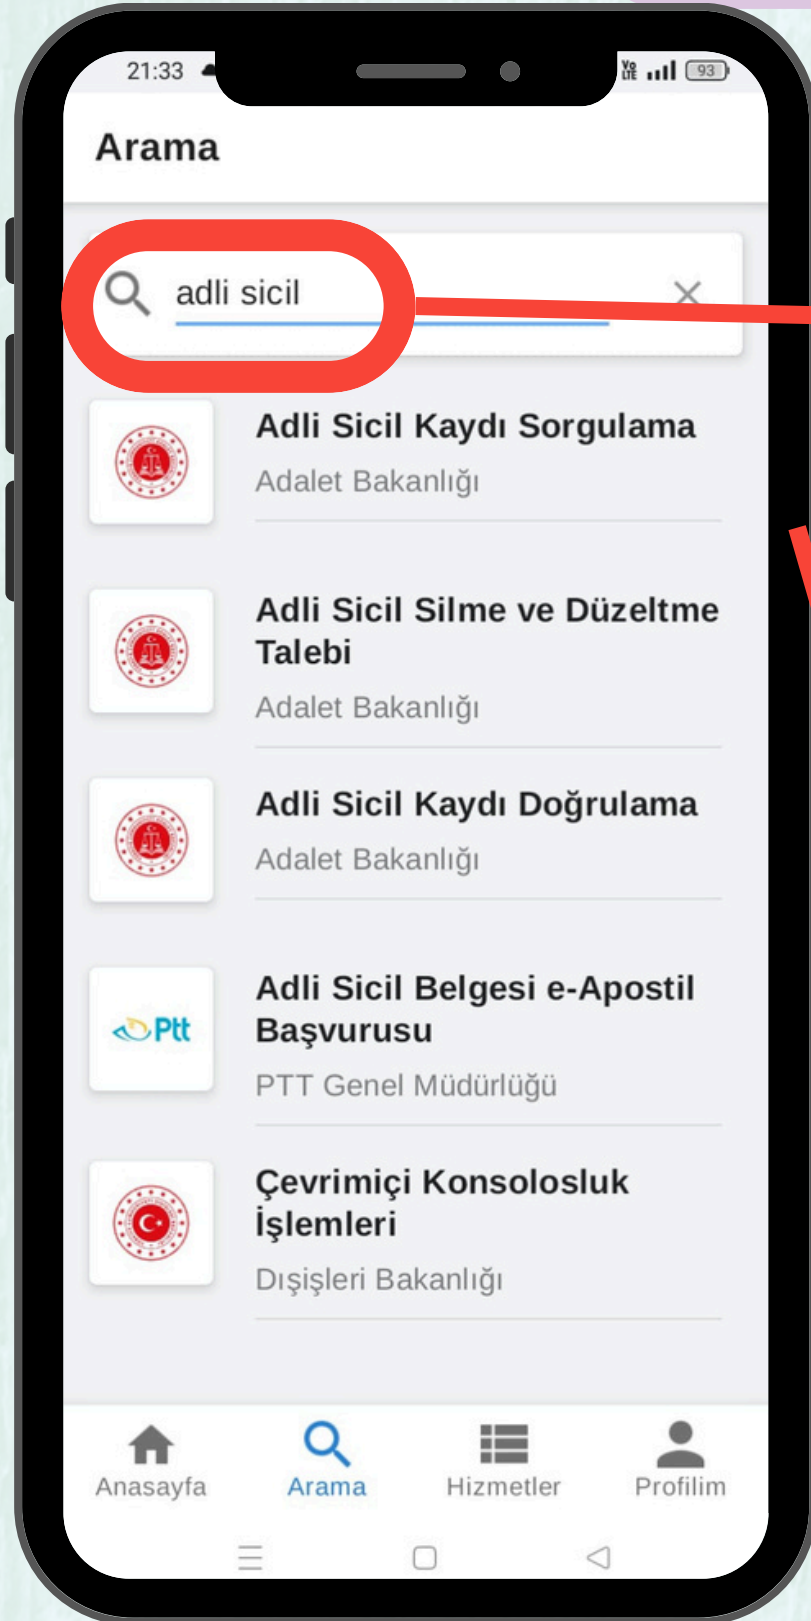 21:33
Vo
LTE
93
Arama
adli sicil
Adli Sicil Kaydı Sorgulama
Adalet Bakanlığı
Adli Sicil Silme ve Düzeltme
Talebi
Adalet Bakanlığı
Adli Sicil Kaydı Doğrulama
Adalet Bakanlığı
Ptt
Adli Sicil Belgesi e-Apostil
Başvurusu
PTT Genel Müdürlüğü
Çevrimiçi Konsolosluk
İşlemleri
Dışişleri Bakanlığı
Anasayfa
Arama
Hizmetler
Profilim